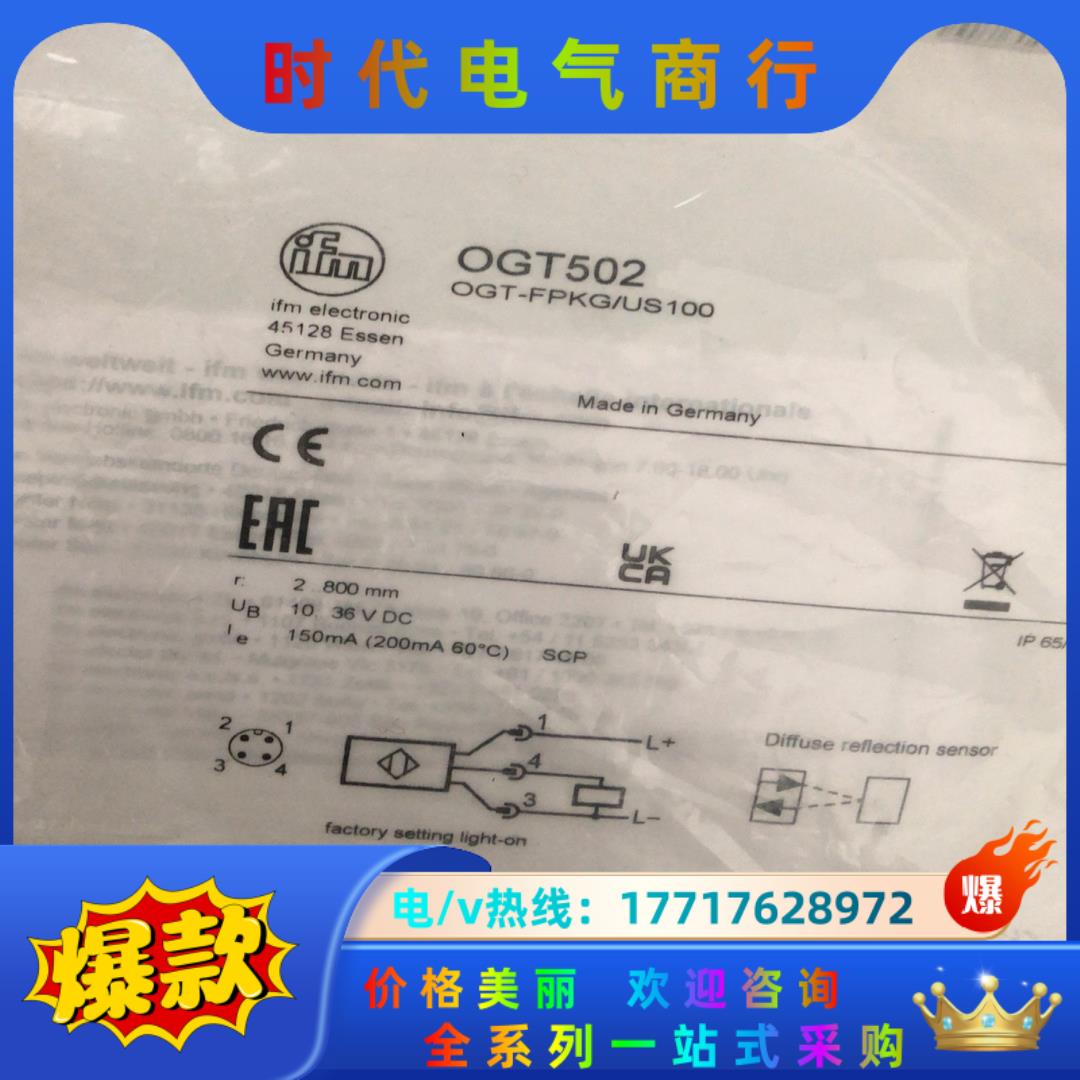 时代电气商行
ifm
OGT502
OGT-FPKG/US100
ifm electronic
45128 Essen
Germany
www.ifm.com
Made in Germany
CE
EAC
UK
CA
r: 2 800 mm
UB 10. 36 V DC
Ie 150mA (200mA 60°C) SCP
IP 65/
2 1
3 4
1
L+
4
3
L-
factory setting light-on
Diffuse reflection sensor
电/v热线：17717628972
爆
爆款
价格美丽 欢迎咨询
全系列一站式采购